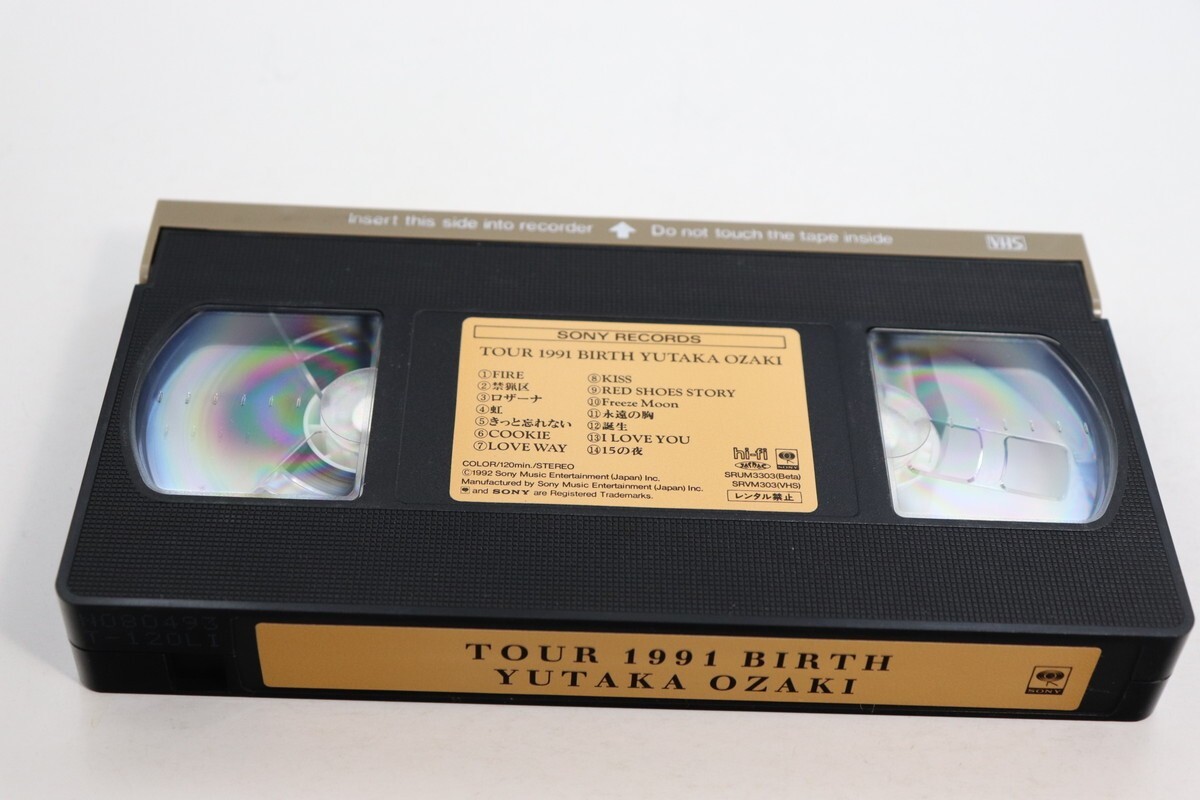 Insert this side into recorder Do not touch the tape inside VHS
SONY RECORDS
TOUR 1991 BIRTH YUTAKA OZAKI
①FIRE
②禁猟区
③ロザーナ
④虹
⑤きっと忘れない
⑥COOKIE
⑦LOVE WAY
⑧KISS
⑨RED SHOES STORY
⑩Freeze Moon
⑪永遠の胸
⑫誕生
⑬I LOVE YOU
⑭15の夜
COLOR/120min./STEREO
Ⓒ1992 Sony Music Entertainment (Japan) Inc.
Manufactured by Sony Music Entertainment (Japan) Inc.
and SONY are Registered Trademarks.
hi-fi
SONY
SRUM3303(Beta)
SRVM303(VHS)
レンタル禁止
T-120LI
TOUR 1991 BIRTH
YUTAKA OZAKI
SONY